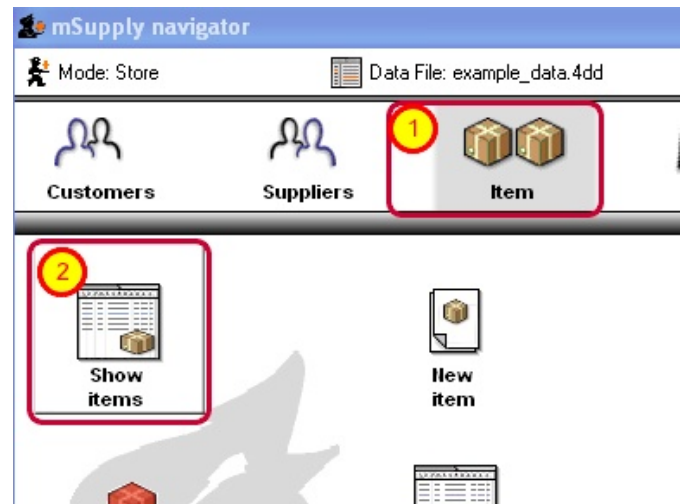 mSupply navigator
Mode: Store
Data File: example_data.4dd
1
Customers
Suppliers
Item
2
Show
items
New
item